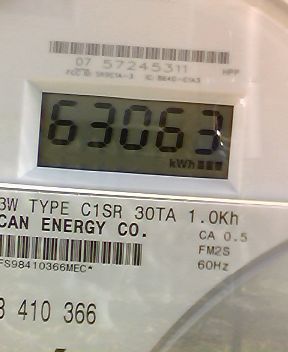 07 57245311
63063
kWh
3W TYPE C1SR 30TA 1.0Kh
CAN ENERGY CO.
CA 0.5
FM2S
60Hz
FS98410366MEC*
410 366